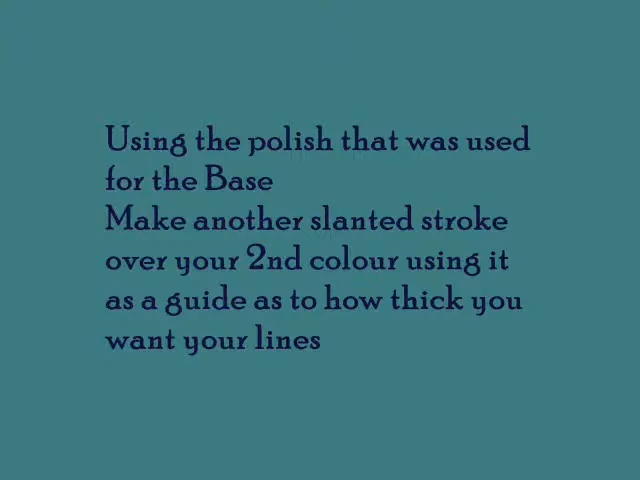 Using the polish that was used
for the Base
Make another slanted stroke
over your 2nd colour using it
as a guide as to how thick you
want your lines